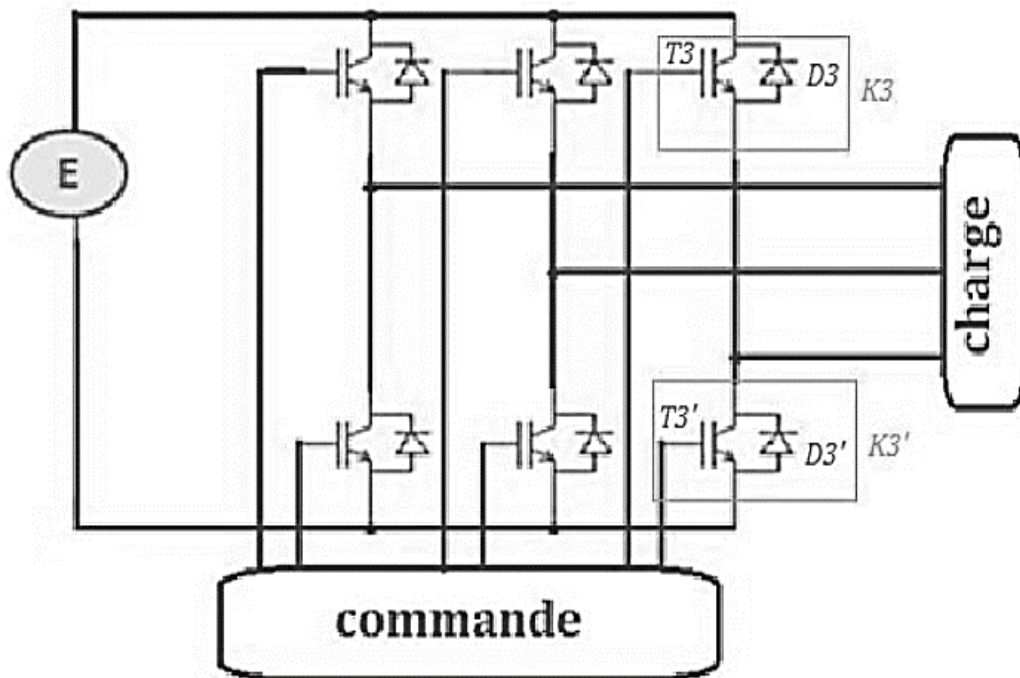 T3
D3
K3
E
charge
T3'
D3'
K3'
commande